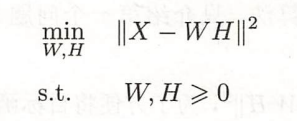 min ‖X − WH‖²
W,H
s.t. W, H ⩾ 0